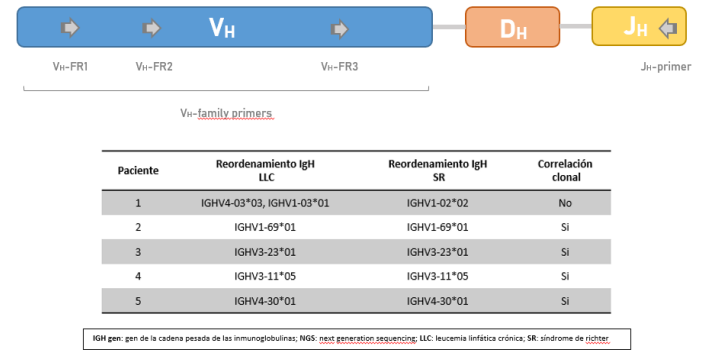 VH DH JH
VH-FR1 VH-FR2 VH-FR3 JH-primer
VH-family primers
Paciente Reordenamiento IgH LLC Reordenamiento IgH SR Correlación clonal
1 IGHV4-03*03, IGHV1-03*01 IGHV1-02*02 No
2 IGHV1-69*01 IGHV1-69*01 Si
3 IGHV3-23*01 IGHV3-23*01 Si
4 IGHV3-11*05 IGHV3-11*05 Si
5 IGHV4-30*01 IGHV4-30*01 Si
IGH gen: gen de la cadena pesada de las inmunoglobulinas; NGS: next generation sequencing; LLC: leucemia linfática crónica; SR: síndrome de richter